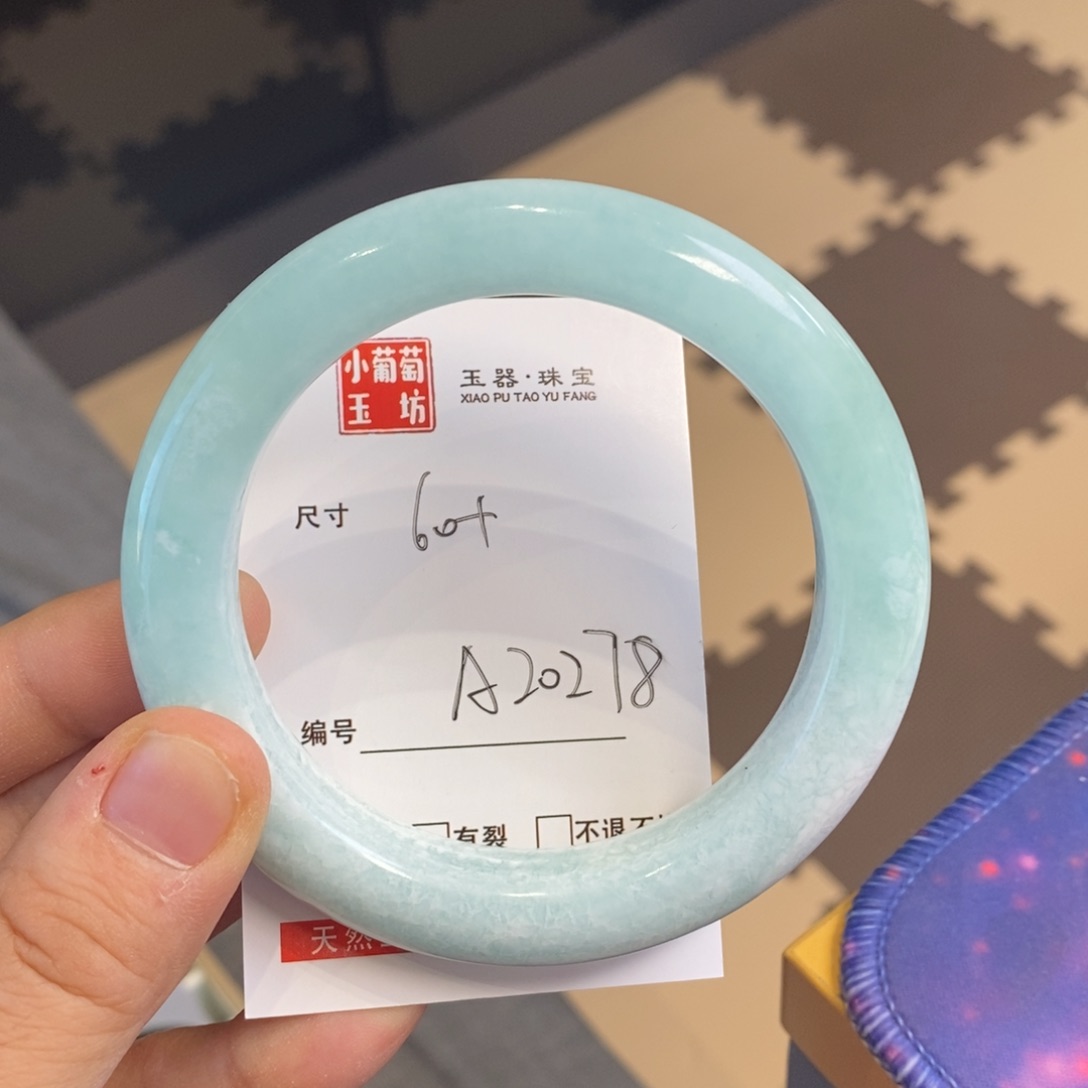 小葡萄
玉坊
玉器·珠宝
XIAO PU TAO YU FANG
尺寸 60+
编号 A20278
有裂 不退不
天然